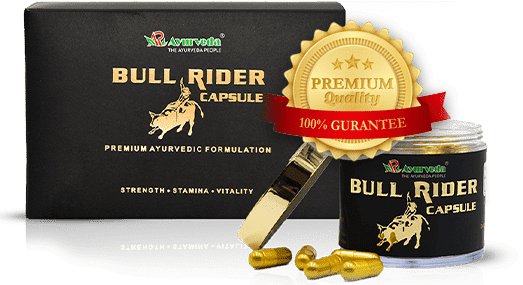 Ayurveda®
THE AYURVEDA PEOPLE
BULL RIDER
CAPSULE
PREMIUM AYURVEDIC FORMULATION
STRENGTH • STAMINA • VITALITY
PREMIUM
Quality
100% GURANTEE
Ayurveda®
THE AYURVEDA PEOPLE
BULL RIDER
CAPSULE